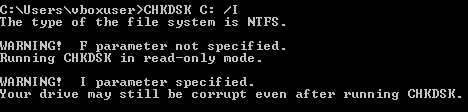 C:\Users\vboxuser>CHKDSK C: /I
The type of the file system is NTFS.
WARNING!  F parameter not specified.
Running CHKDSK in read-only mode.
WARNING!  I parameter specified.
Your drive may still be corrupt even after running CHKDSK.